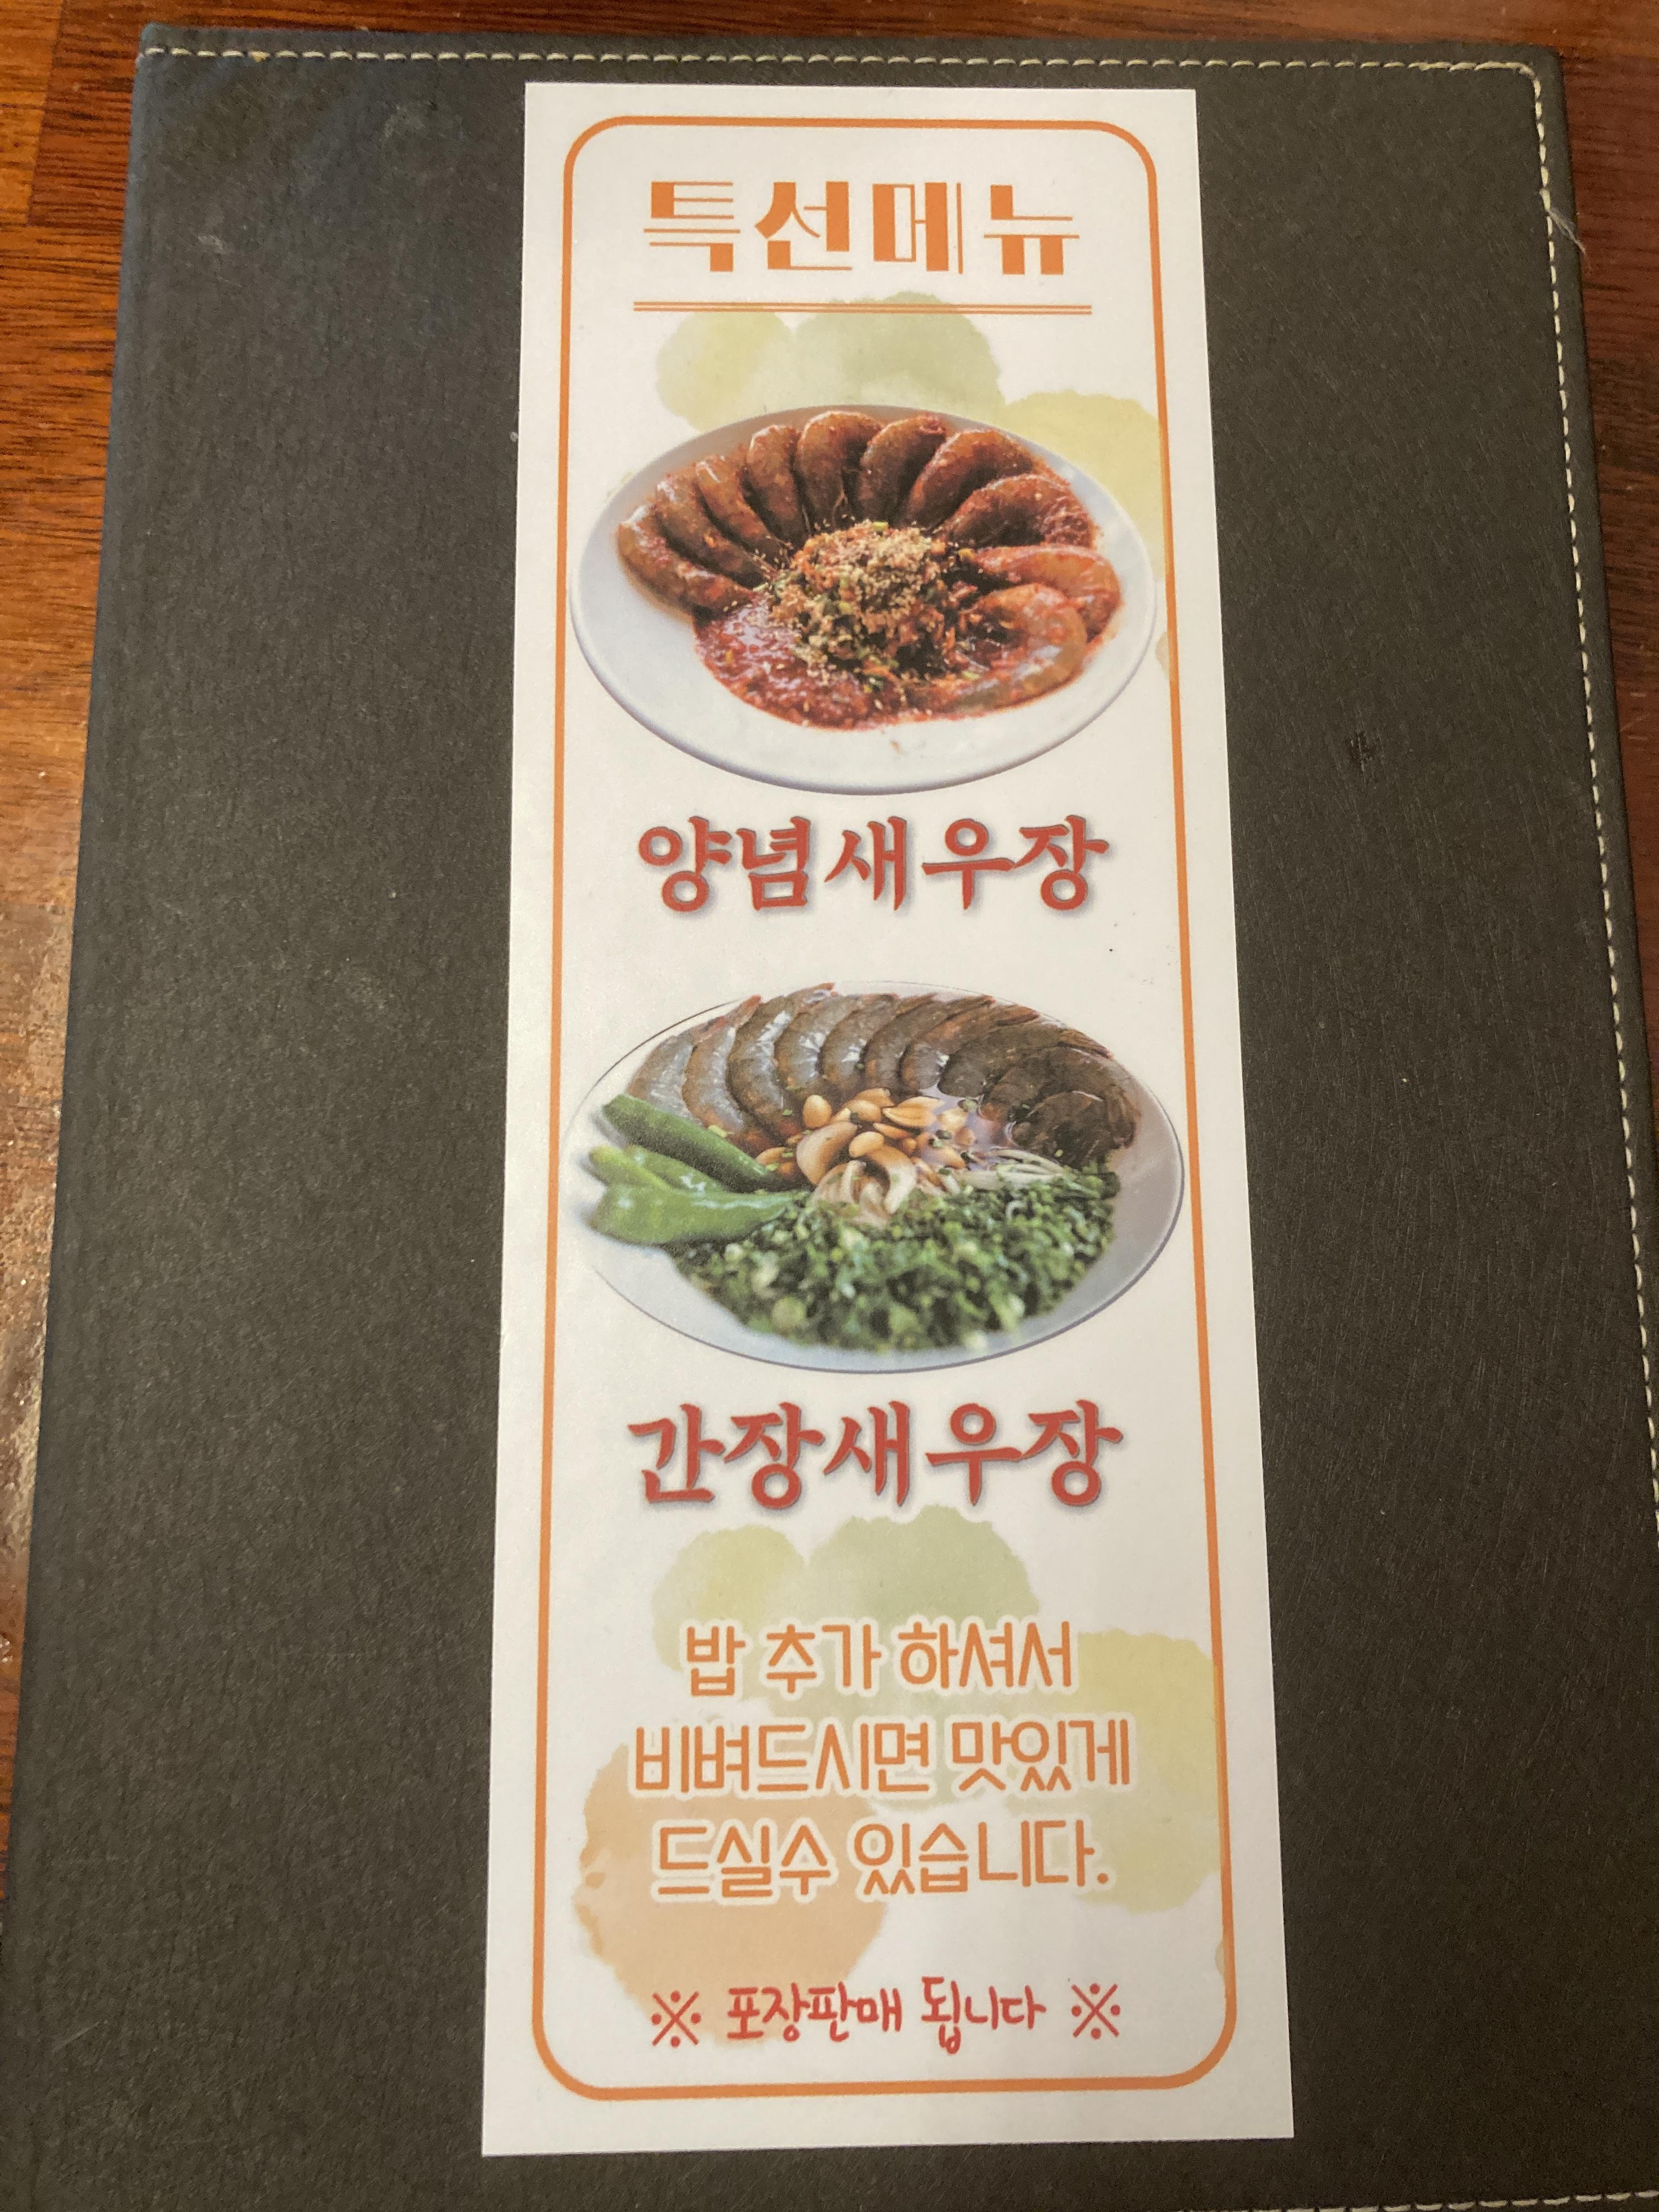 특선메뉴
양념새우장
간장새우장
밥 추가 하셔서
비벼드시면 맛있게
드실수 있습니다.
※ 포장판매 됩니다 ※